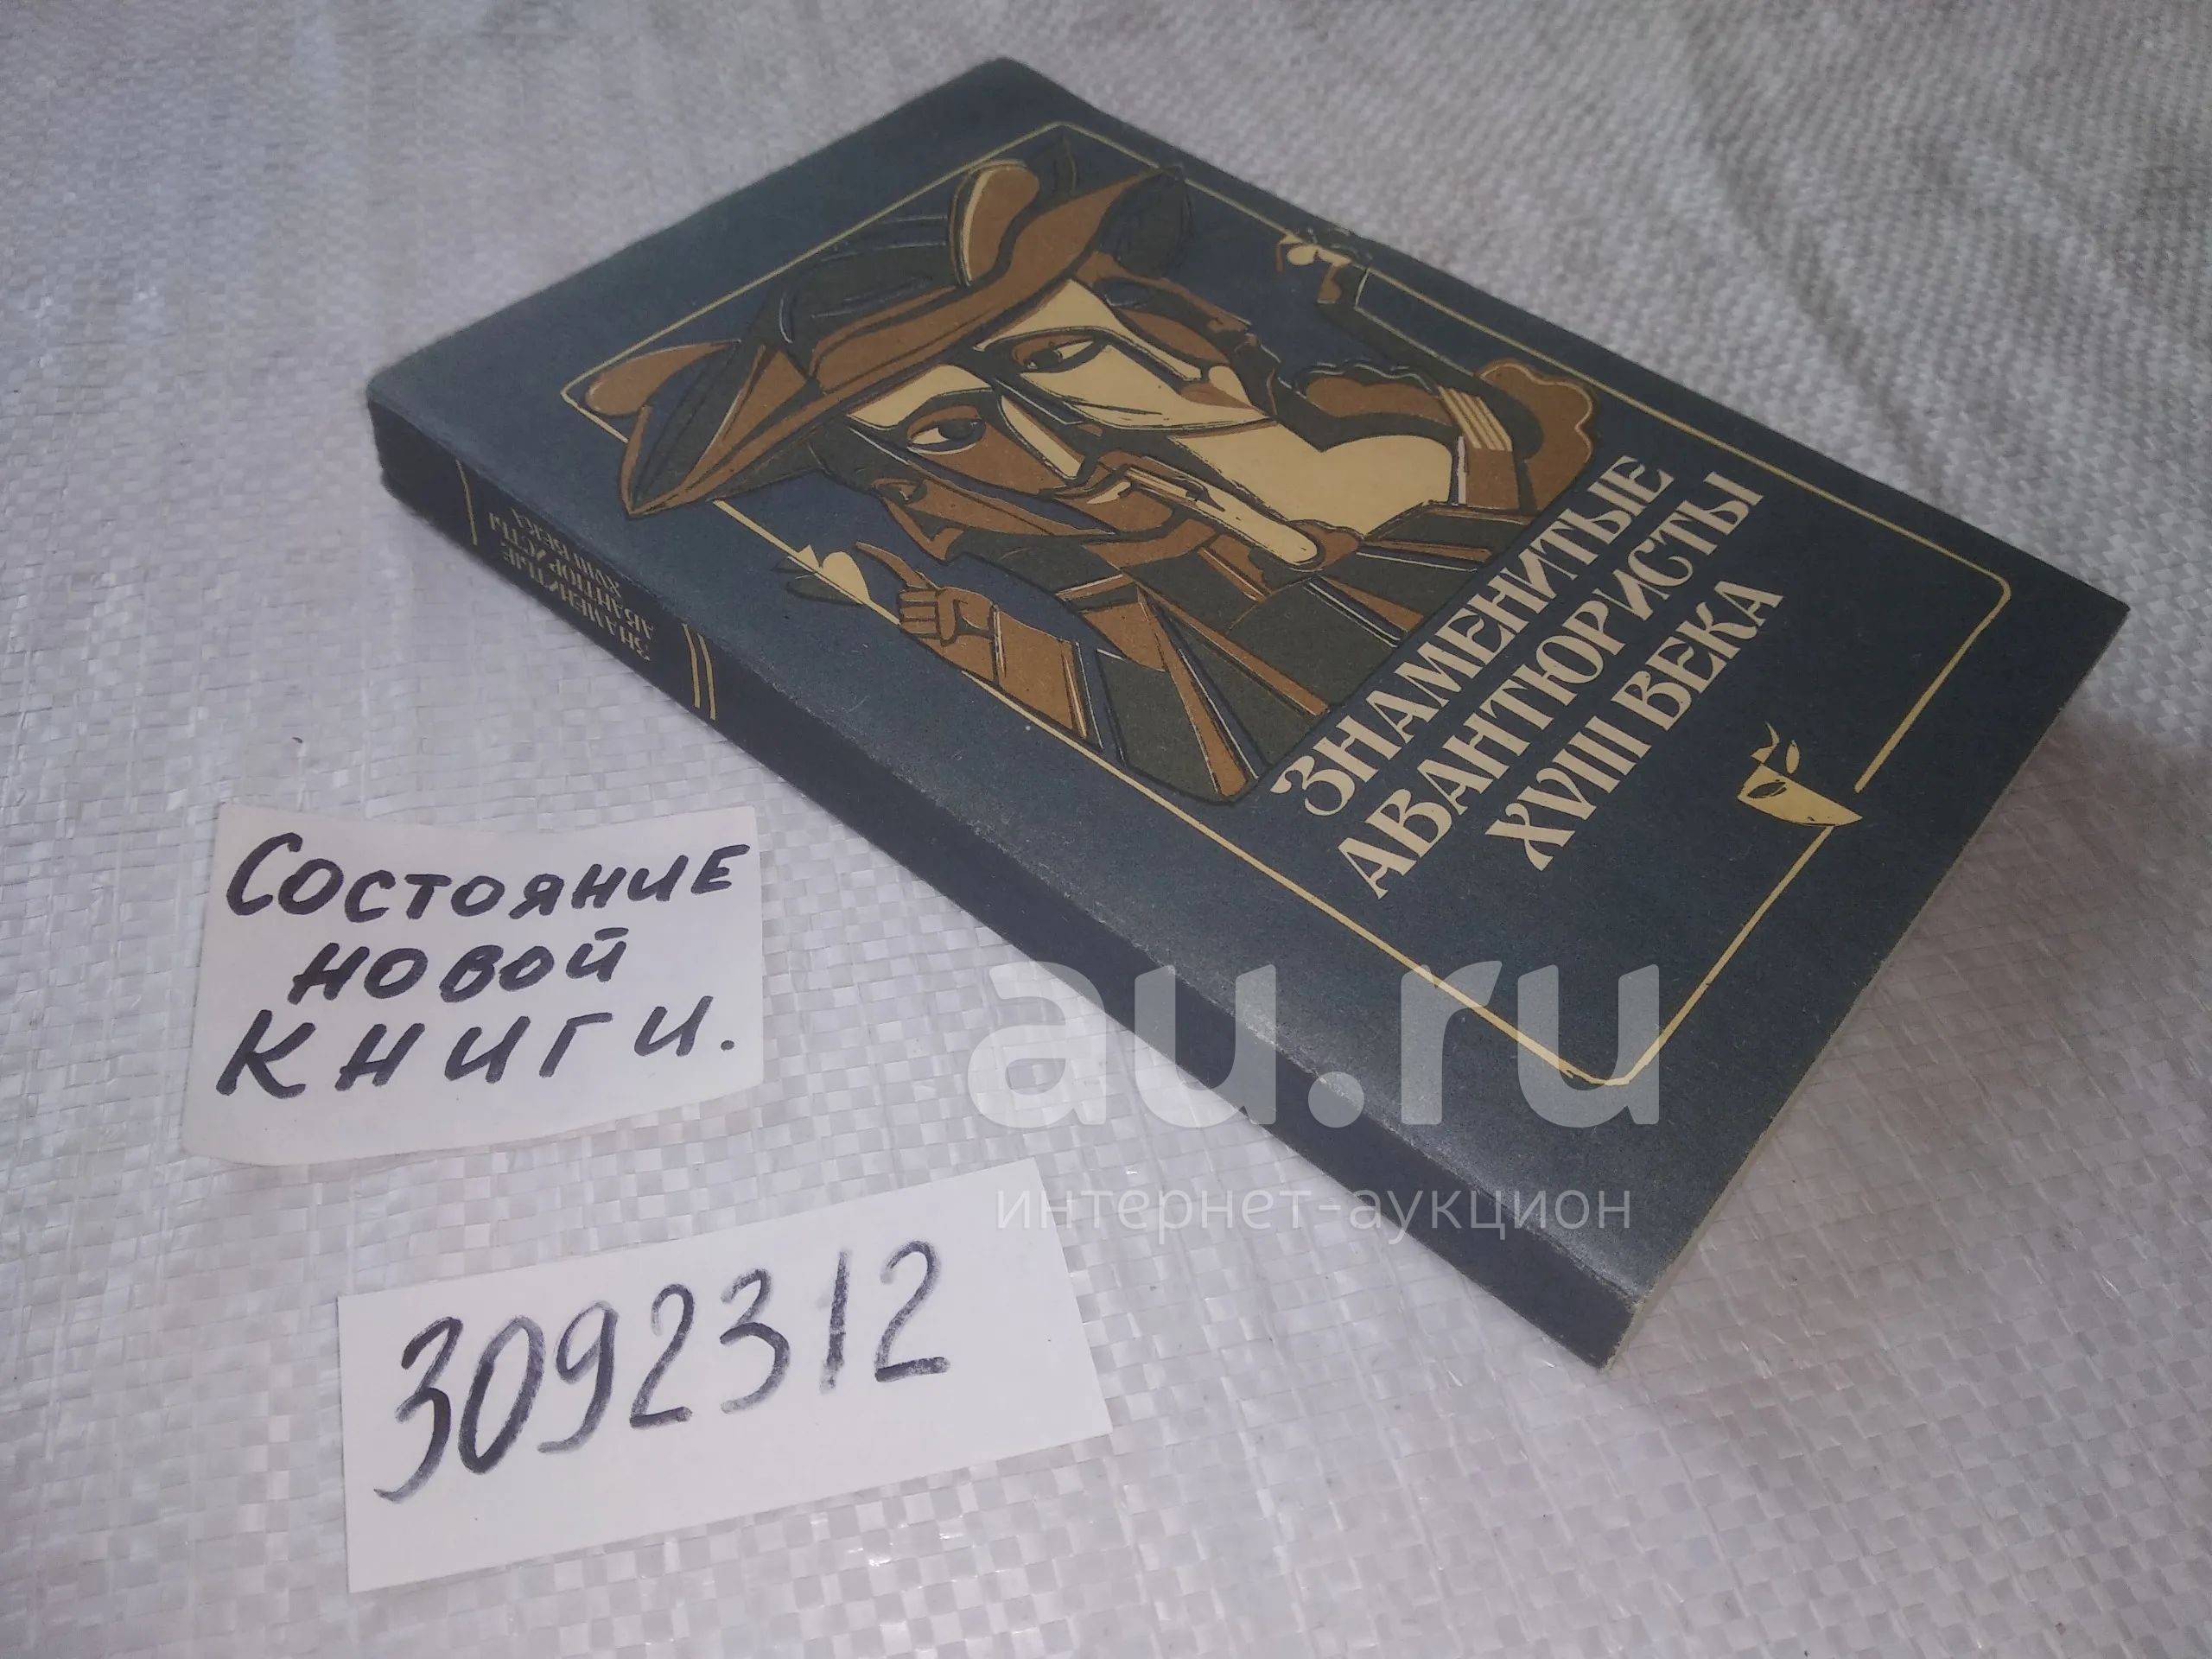 ЗНАМЕНИТЫЕ
АВАНТЮРИСТЫ
XVIII ВЕКА
ЗНАМЕНИТЫЕ
АВАНТЮРИСТЫ
XVIII ВЕКА
Состояние
новой
книги.
3092312
au.ru
интернет-аукцион